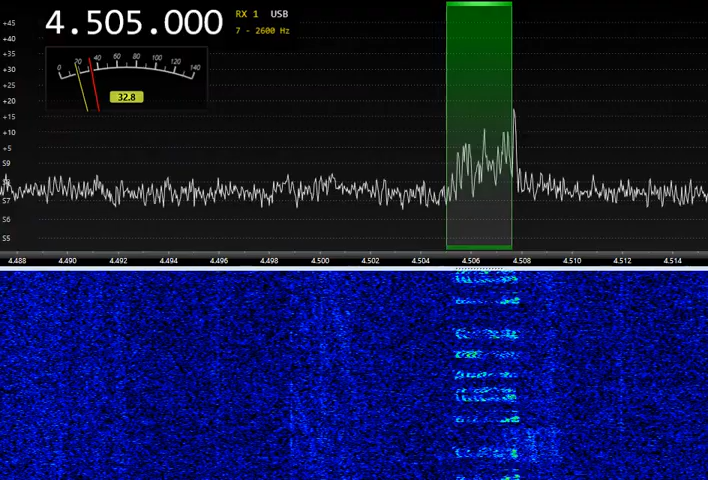 4.505.000
RX 1 USB
7 - 2600 Hz
0 20 40 60 80 100 120 140
32.8
+45
+40
+35
+30
+25
+20
+15
+10
+5
S9
S7
S6
S5
4.488 4.490 4.492 4.494 4.496 4.498 4.500 4.502 4.504 4.506 4.508 4.510 4.512 4.514